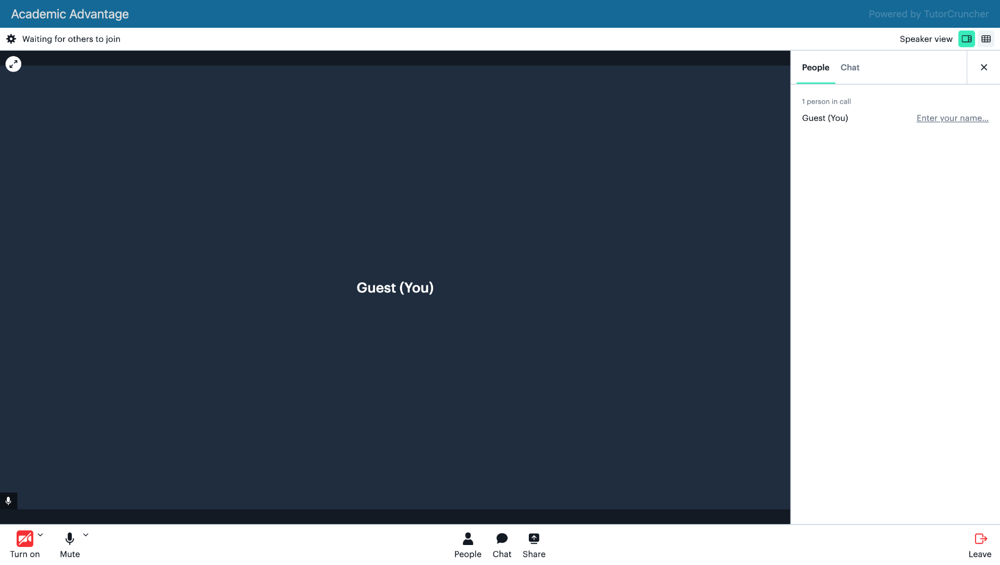 Academic Advantage
Powered by TutorCruncher
Waiting for others to join
Speaker view
People
Chat
1 person in call
Guest (You)
Enter your name...
Guest (You)
Turn on
Mute
People
Chat
Share
Leave